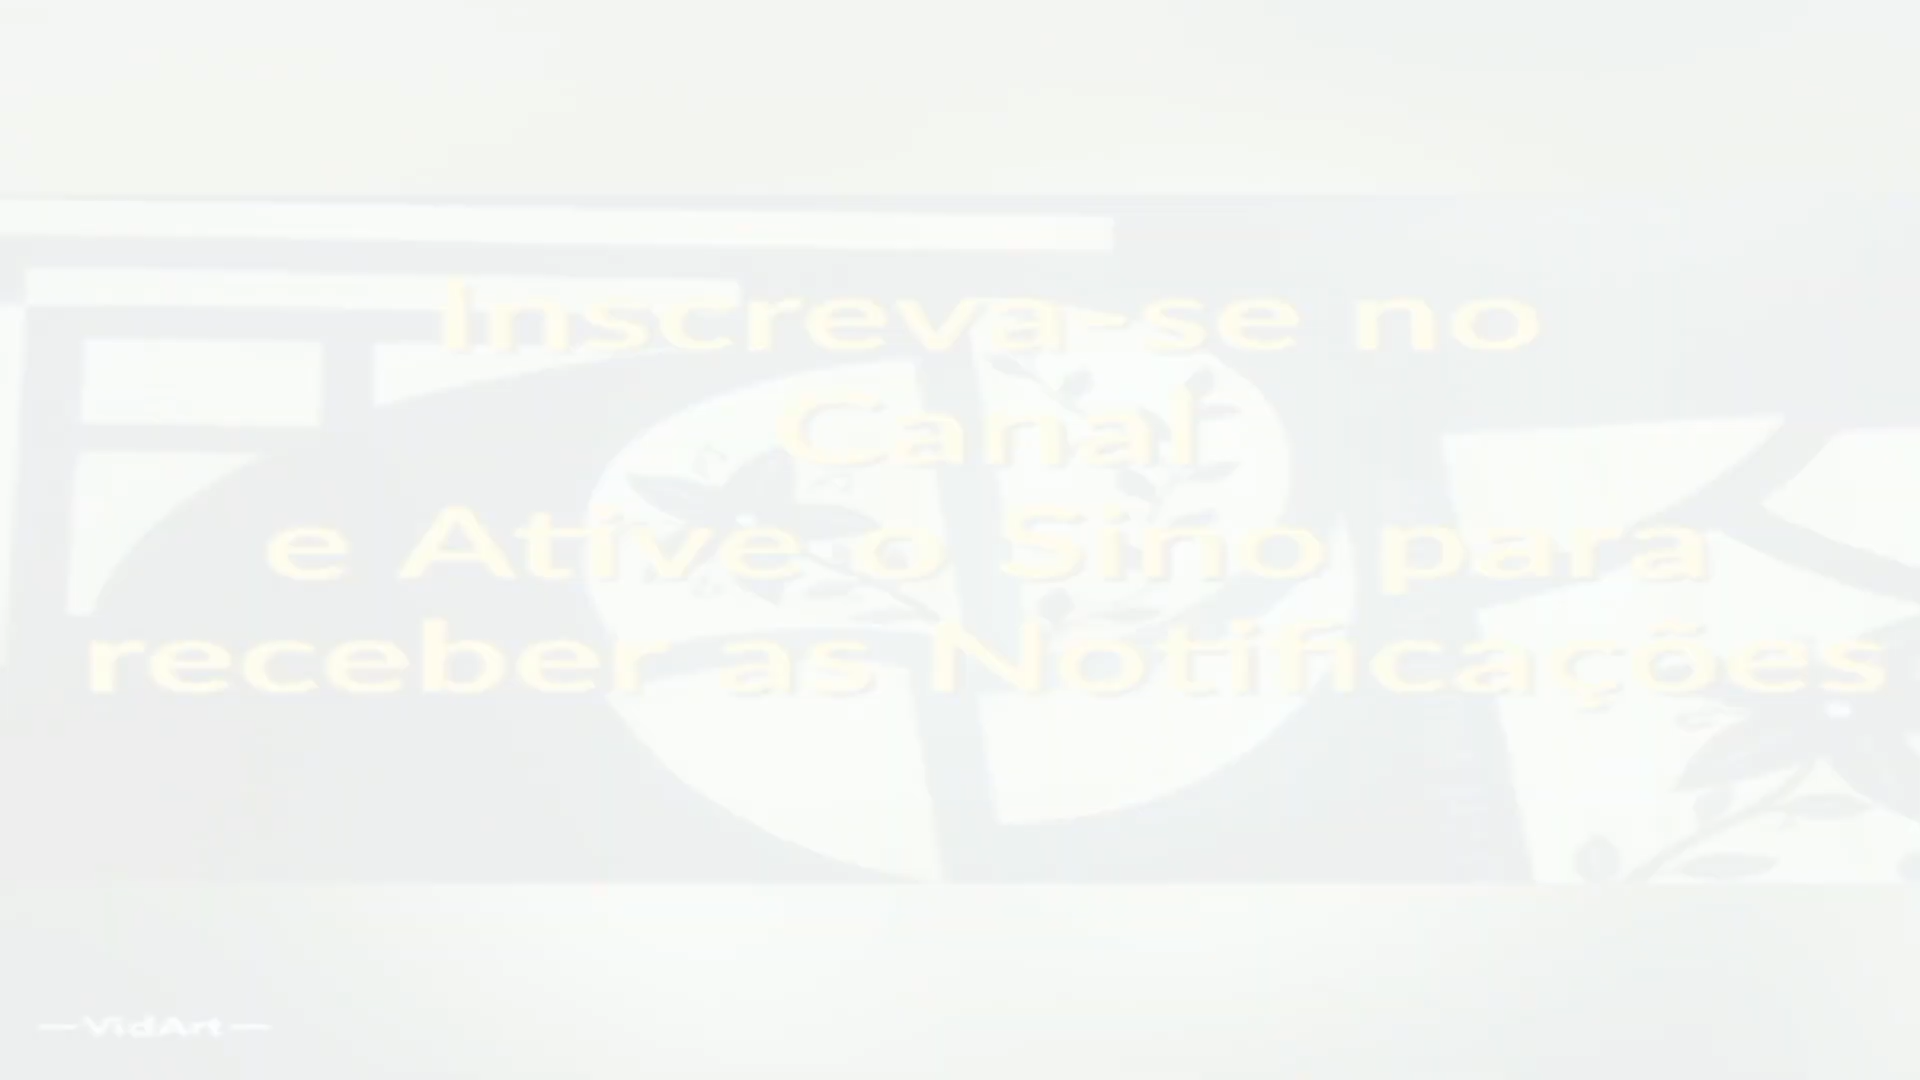 Inscreva-se no
Canal
e Ative o Sino para
receber as Notificações
VidArt